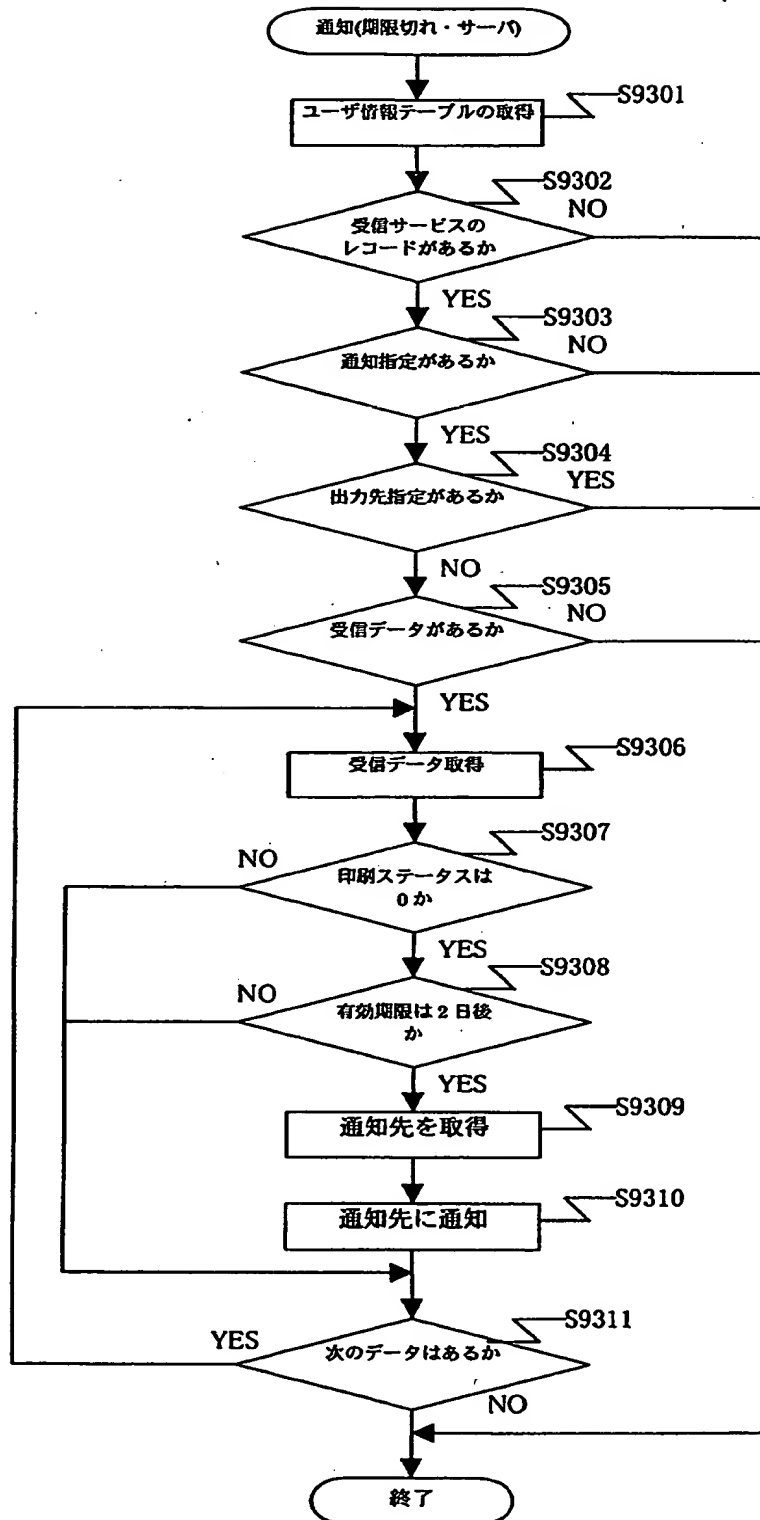 通知(期限切れ・サーバ)
S9301
ユーザ情報テーブルの取得
S9302
NO
受信サービスの
レコードがあるか
YES
S9303
NO
通知指定があるか
YES
S9304
YES
出力先指定があるか
NO
S9305
NO
受信データがあるか
YES
S9306
受信データ取得
S9307
NO
印刷ステータスは
0か
YES
S9308
NO
有効期限は2日後
か
YES
S9309
通知先を取得
S9310
通知先に通知
S9311
YES
次のデータはあるか
NO
終了